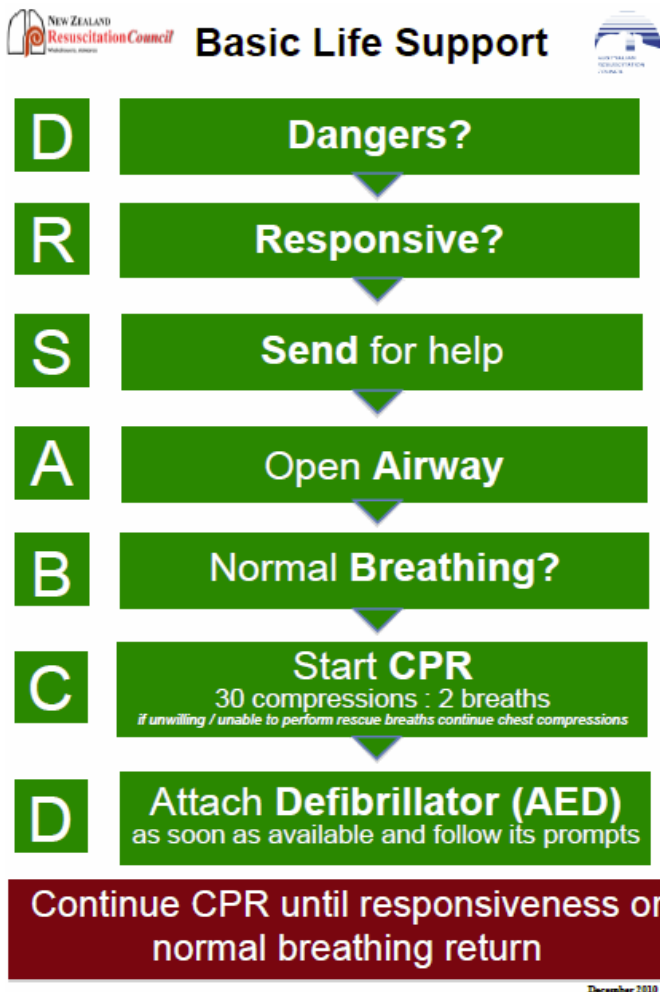 NEW ZEALAND
Resuscitation Council
Basic Life Support
D
Dangers?
R
Responsive?
S
Send for help
A
Open Airway
B
Normal Breathing?
C
Start CPR
30 compressions : 2 breaths
if unwilling / unable to perform rescue breaths continue chest compressions
D
Attach Defibrillator (AED)
as soon as available and follow its prompts
Continue CPR until responsiveness or
normal breathing return
December 2010